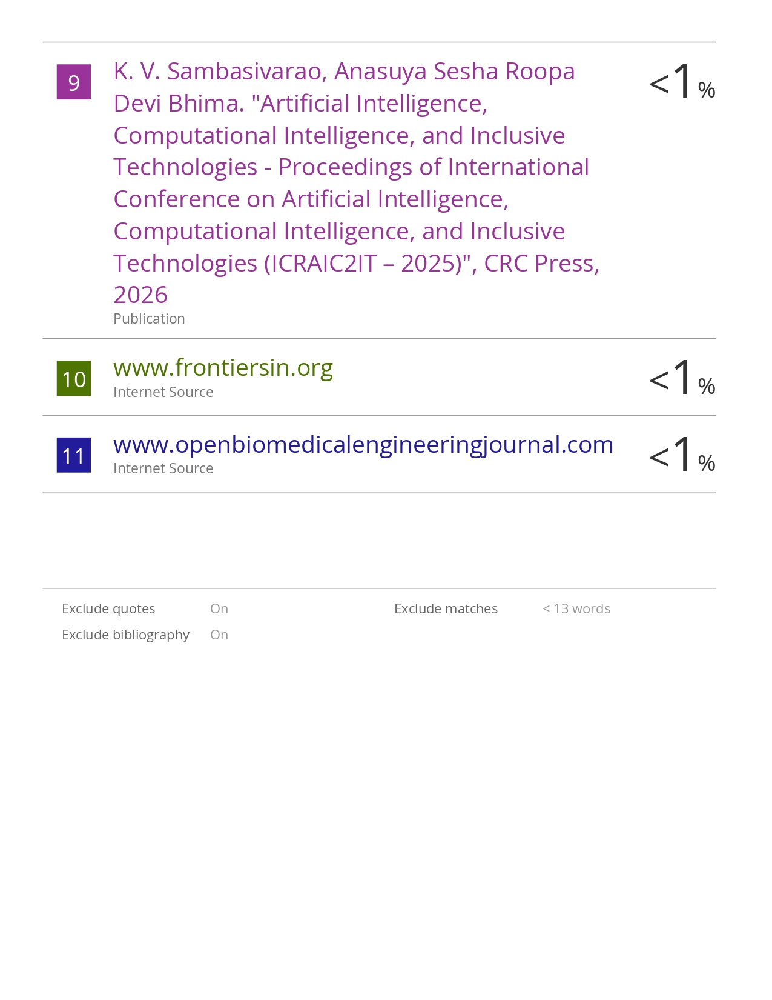 9
K. V. Sambasivarao, Anasuya Sesha Roopa
Devi Bhima. "Artificial Intelligence,
Computational Intelligence, and Inclusive
Technologies - Proceedings of International
Conference on Artificial Intelligence,
Computational Intelligence, and Inclusive
Technologies (ICRAIC2IT – 2025)", CRC Press,
2026
Publication
<1%
10
www.frontiersin.org
Internet Source
<1%
11
www.openbiomedicalengineeringjournal.com
Internet Source
<1%
Exclude quotes On
Exclude matches < 13 words
Exclude bibliography On